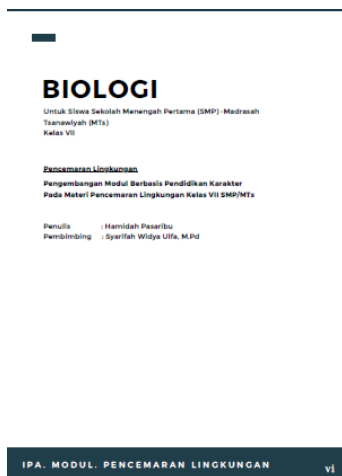 BIOLOGI
Untuk Siswa Sekolah Menengah Pertama (SMP)-Madrasah
Tsanawiyah (MTs)
Kelas VII
Pencemaran Lingkungan
Pengembangan Modul Berbasis Pendidikan Karakter
Pada Materi Pencemaran Lingkungan Kelas VII SMP/MTs
Penulis : Hamidah Pasaribu
Pembimbing : Syarifah Widya Ulfa, M.Pd
IPA. MODUL. PENCEMARAN LINGKUNGAN vi